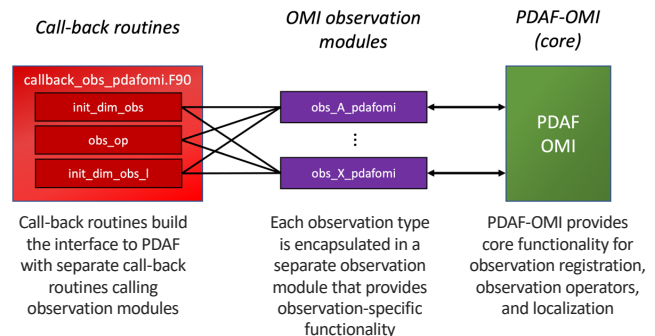 Call-back routines
OMI observation
modules
PDAF-OMI
(core)
callback_obs_pdafomi.F90
init_dim_obs
obs_op
init_dim_obs_l
obs_A_pdafomi
⋮
obs_X_pdafomi
PDAF
OMI
Call-back routines build
the interface to PDAF
with separate call-back
routines calling
observation modules
Each observation type
is encapsulated in a
separate observation
module that provides
observation-specific
functionality
PDAF-OMI provides
core functionality for
observation registration,
observation operators,
and localization